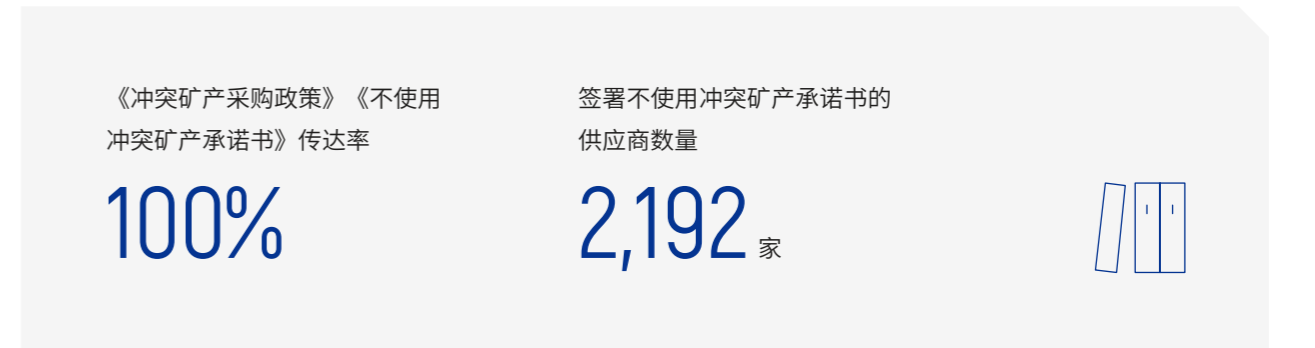 《冲突矿产采购政策》《不使用
冲突矿产承诺书》传达率
100%
签署不使用冲突矿产承诺书的
供应商数量
2,192 家